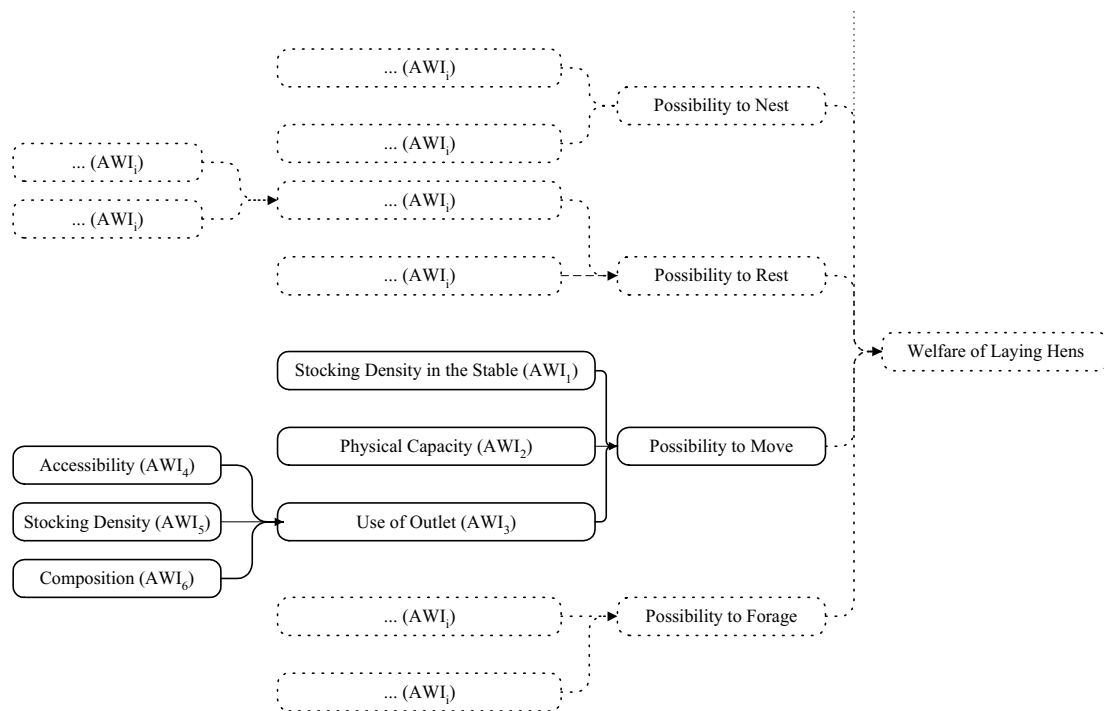 ... (AWIᵢ)
Possibility to Nest
... (AWIᵢ)
... (AWIᵢ)
... (AWIᵢ)
... (AWIᵢ)
... (AWIᵢ)
Possibility to Rest
Welfare of Laying Hens
Stocking Density in the Stable (AWI₁)
Physical Capacity (AWI₂)
Possibility to Move
Accessibility (AWI₄)
Stocking Density (AWI₅)
Use of Outlet (AWI₃)
Composition (AWI₆)
... (AWIᵢ)
Possibility to Forage
... (AWIᵢ)